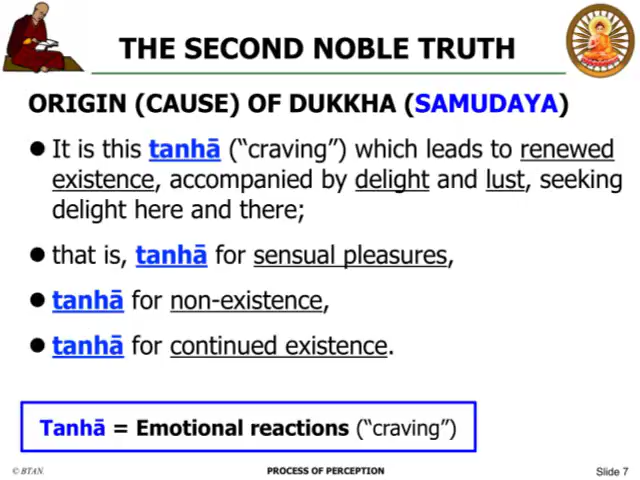 THE SECOND NOBLE TRUTH
ORIGIN (CAUSE) OF DUKKHA (SAMUDAYA)
● It is this tanhā (“craving”) which leads to renewed
existence, accompanied by delight and lust, seeking
delight here and there;
● that is, tanhā for sensual pleasures,
● tanhā for non-existence,
● tanhā for continued existence.
Tanhā = Emotional reactions (“craving”)
© BTAN.
PROCESS OF PERCEPTION
Slide 7